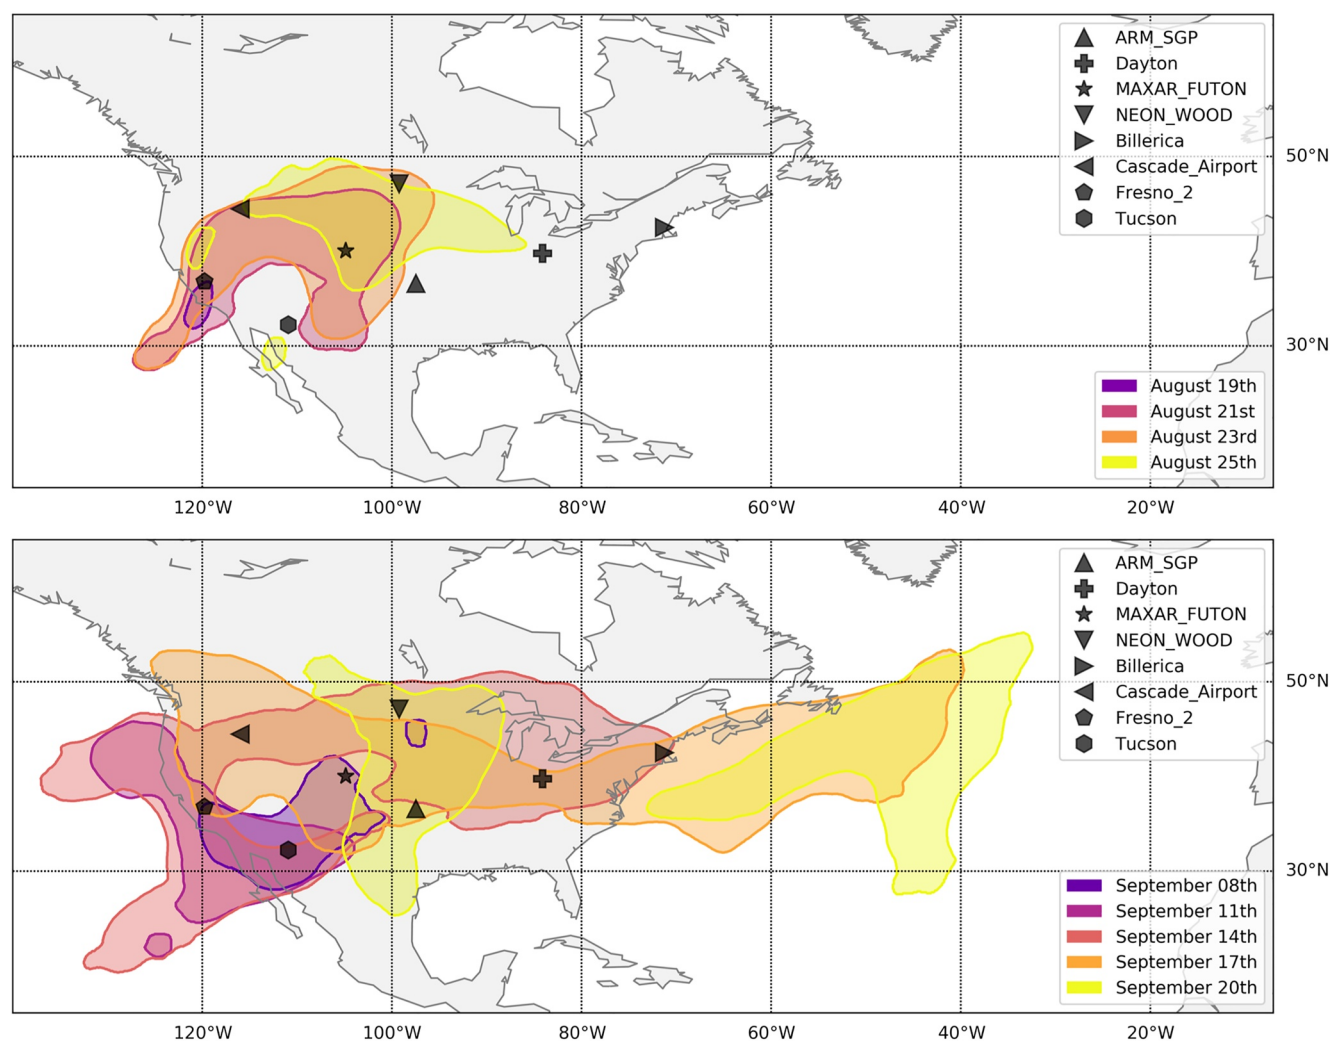 ARM_SGP
Dayton
MAXAR_FUTON
NEON_WOOD
Billerica
Cascade_Airport
Fresno_2
Tucson
50°N
30°N
August 19th
August 21st
August 23rd
August 25th
120°W 100°W 80°W 60°W 40°W 20°W
ARM_SGP
Dayton
MAXAR_FUTON
NEON_WOOD
Billerica
Cascade_Airport
Fresno_2
Tucson
50°N
30°N
September 08th
September 11th
September 14th
September 17th
September 20th
120°W 100°W 80°W 60°W 40°W 20°W